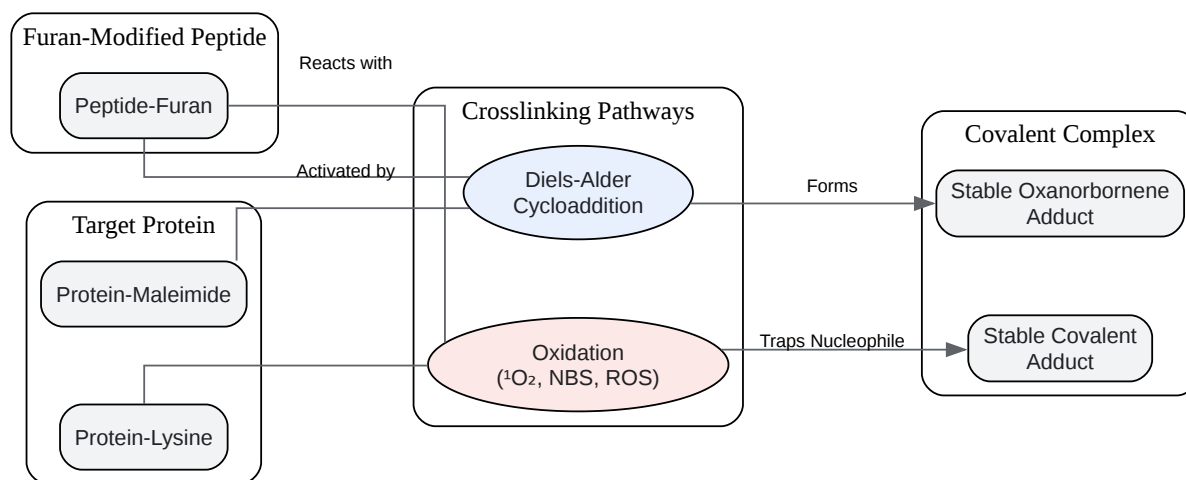 Furan-Modified Peptide
Peptide-Furan
Reacts with
Activated by
Target Protein
Protein-Maleimide
Protein-Lysine
Crosslinking Pathways
Diels-Alder
Cycloaddition
Oxidation
(¹O₂, NBS, ROS)
Forms
Traps Nucleophile
Covalent Complex
Stable Oxanorbornene
Adduct
Stable Covalent
Adduct